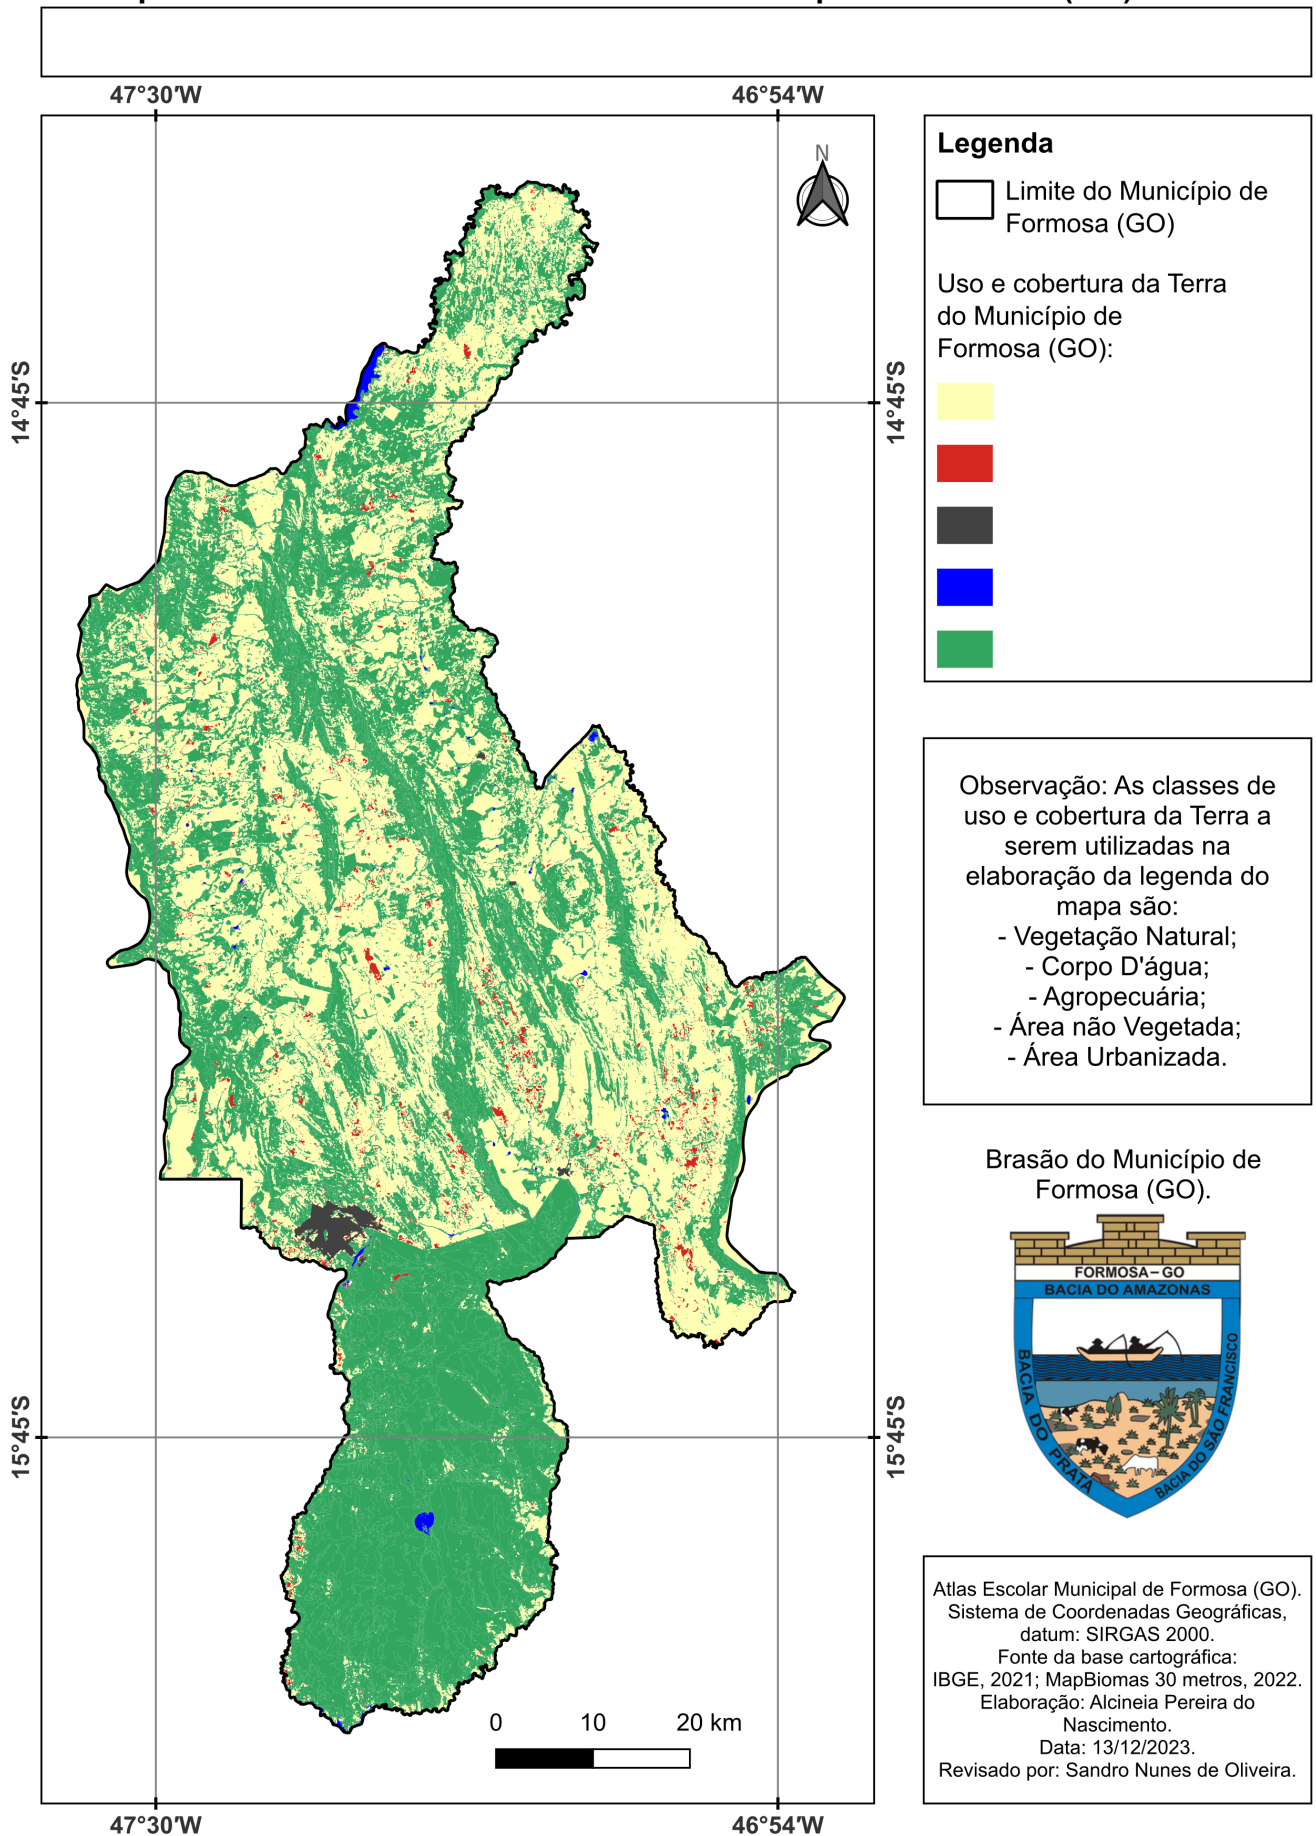 47°30'W 46°54'W
N
14°45'S
14°45'S
15°45'S
15°45'S
0 10 20 km
47°30'W 46°54'W
Legenda
Limite do Município de
Formosa (GO)
Uso e cobertura da Terra
do Município de
Formosa (GO):
Observação: As classes de
uso e cobertura da Terra a
serem utilizadas na
elaboração da legenda do
mapa são:
- Vegetação Natural;
- Corpo D'água;
- Agropecuária;
- Área não Vegetada;
- Área Urbanizada.
Brasão do Município de
Formosa (GO).
FORMOSA–GO
BACIA DO AMAZONAS
BACIA DO PRATA
BACIA DO SÃO FRANCISCO
Atlas Escolar Municipal de Formosa (GO).
Sistema de Coordenadas Geográficas,
datum: SIRGAS 2000.
Fonte da base cartográfica:
IBGE, 2021; MapBiomas 30 metros, 2022.
Elaboração: Alcineia Pereira do
Nascimento.
Data: 13/12/2023.
Revisado por: Sandro Nunes de Oliveira.